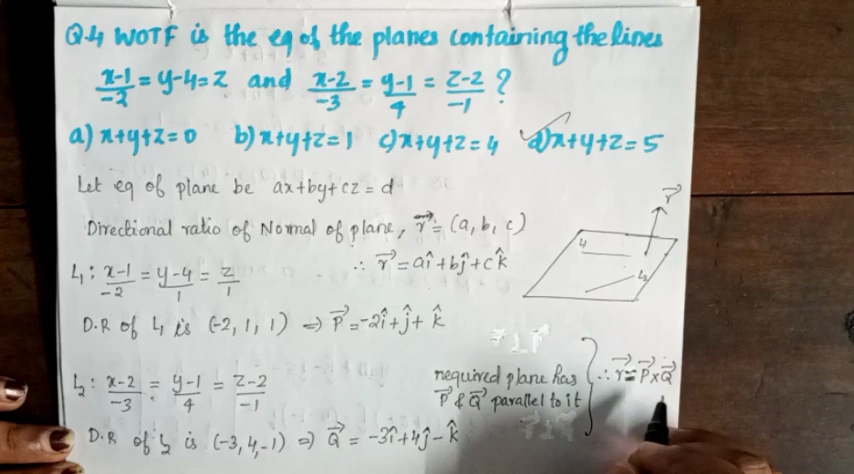 Q.4 WOTF is the eq of the planes containing the lines
x-1/-2 = y-4 = z and x-2/-3 = y-1/4 = z-2/-1 ?
a) x+y+z=0 b) x+y+z=1 c) x+y+z=4 d) x+y+z=5
Let eq of plane be ax+by+cz=d
Directional ratio of Normal of plane, r⃗ = (a, b, c)
∴ r⃗ = aî+bĵ+ck̂
r⃗
L1
L2
L1 : x-1/-2 = y-4/1 = z/1
D.R of L1 is (-2, 1, 1) ⇒ P⃗ = -2î+ĵ+k̂
L2 : x-2/-3 = y-1/4 = z-2/-1
D.R of L2 is (-3, 4, -1) ⇒ Q⃗ = -3î+4ĵ-k̂
required plane has
P⃗ & Q⃗ parallel to it
∴ r⃗ = P⃗×Q⃗